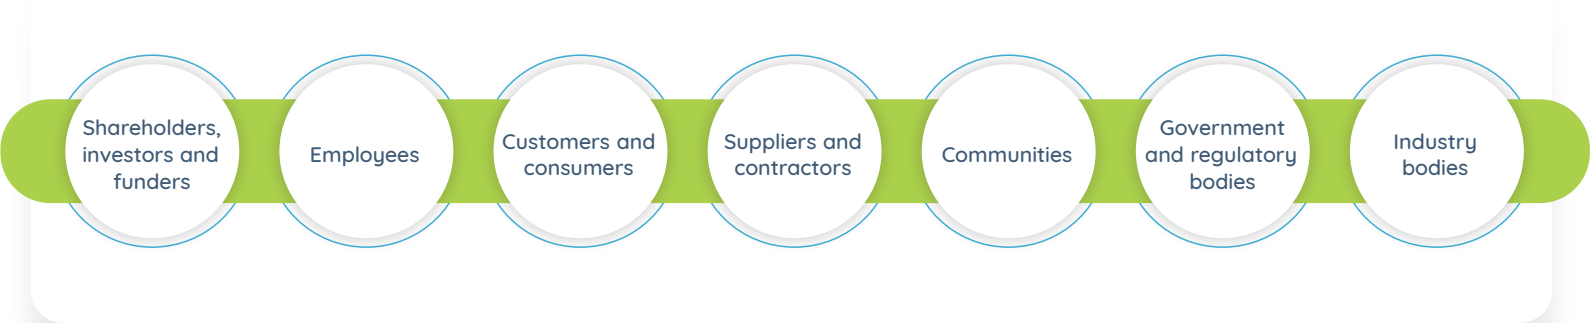 Shareholders,
investors and
funders
Employees
Customers and
consumers
Suppliers and
contractors
Communities
Government
and regulatory
bodies
Industry
bodies